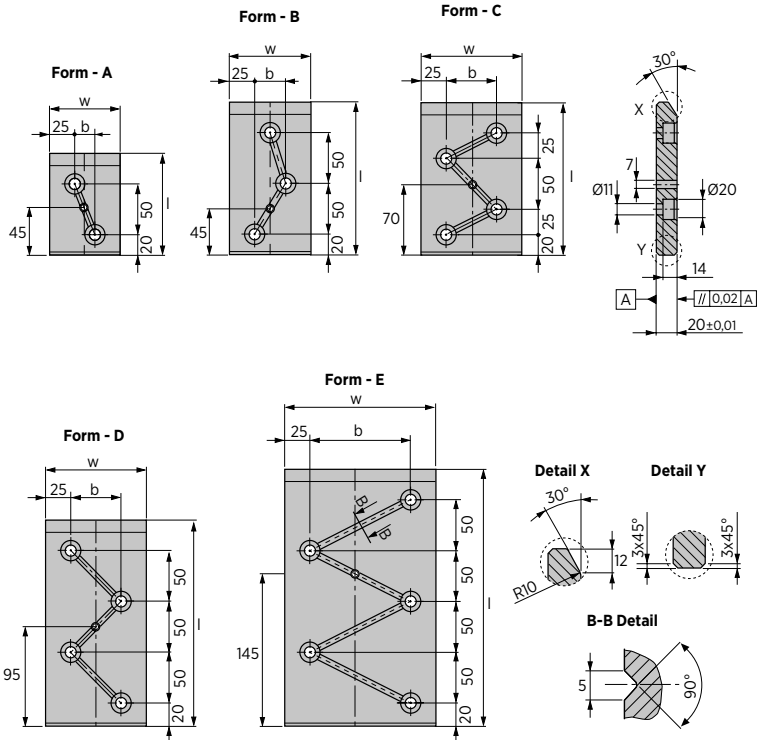 Form - A
w
25
b
45
50
20
l
Form - B
w
25
b
45
50
50
20
l
Form - C
w
25
b
70
25
50
25
20
l
30°
X
7
Ø11
Ø20
Y
14
A
// 0,02 A
20±0,01
Form - D
w
25
b
95
50
50
50
20
l
Form - E
w
25
b
B
B
145
50
50
50
50
20
l
Detail X
30°
12
R10
Detail Y
3x45°
3x45°
B-B Detail
5
90°